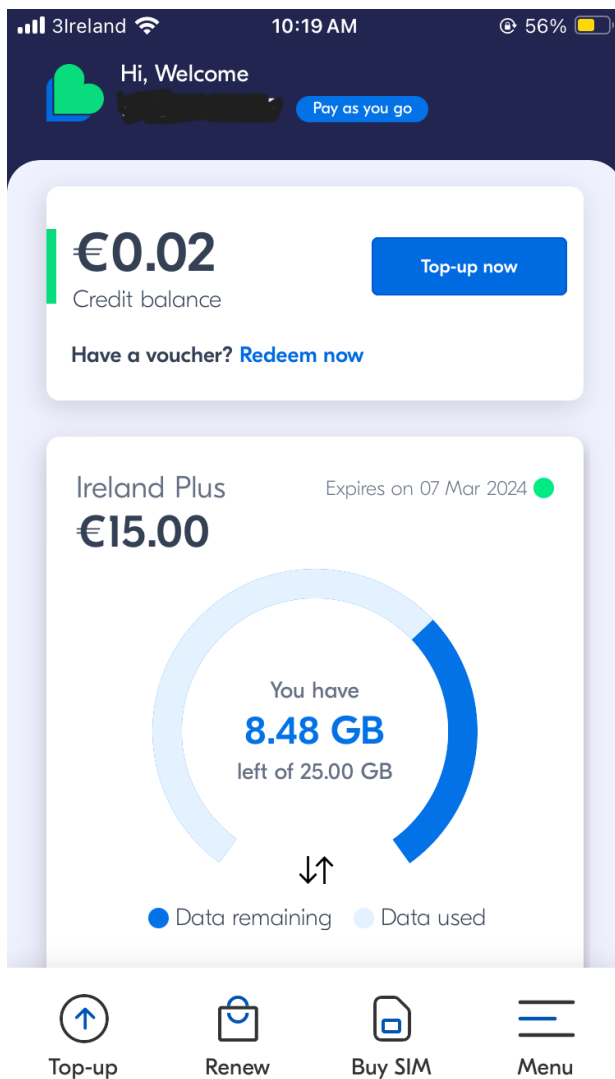 3Ireland 10:19 AM 56%
Hi, Welcome
Pay as you go
€0.02
Top-up now
Credit balance
Have a voucher? Redeem now
Ireland Plus
Expires on 07 Mar 2024
€15.00
You have
8.48 GB
left of 25.00 GB
Data remaining Data used
Top-up Renew Buy SIM Menu